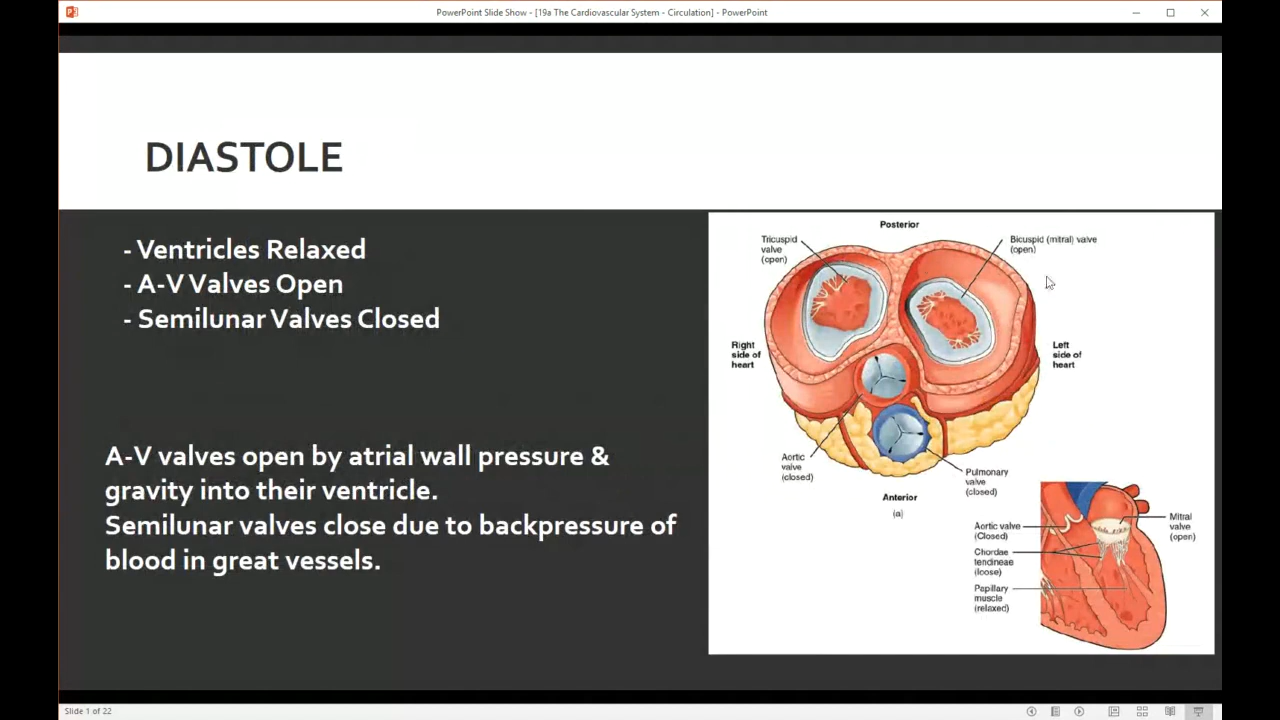 PowerPoint Slide Show - [19a The Cardiovascular System - Circulation] - PowerPoint
DIASTOLE
- Ventricles Relaxed
- A-V Valves Open
- Semilunar Valves Closed
A-V valves open by atrial wall pressure &
gravity into their ventricle.
Semilunar valves close due to backpressure of
blood in great vessels.
Posterior
Tricuspid
valve
(open)
Bicuspid (mitral) valve
(open)
Right
side of
heart
Left
side of
heart
Aortic
valve
(closed)
Pulmonary
valve
(closed)
Anterior
(a)
Aortic valve
(Closed)
Chordae
tendineae
(loose)
Papillary
muscle
(relaxed)
Mitral
valve
(open)
Slide 1 of 22